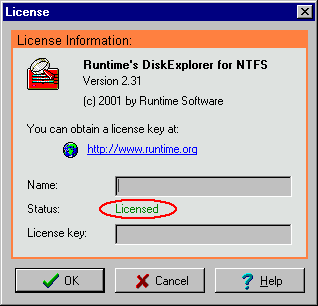 License
License Information:
Runtime's DiskExplorer for NTFS
Version 2.31
(c) 2001 by Runtime Software
You can obtain a license key at:
http://www.runtime.org
Name:
Status: Licensed
License key:
OK Cancel Help